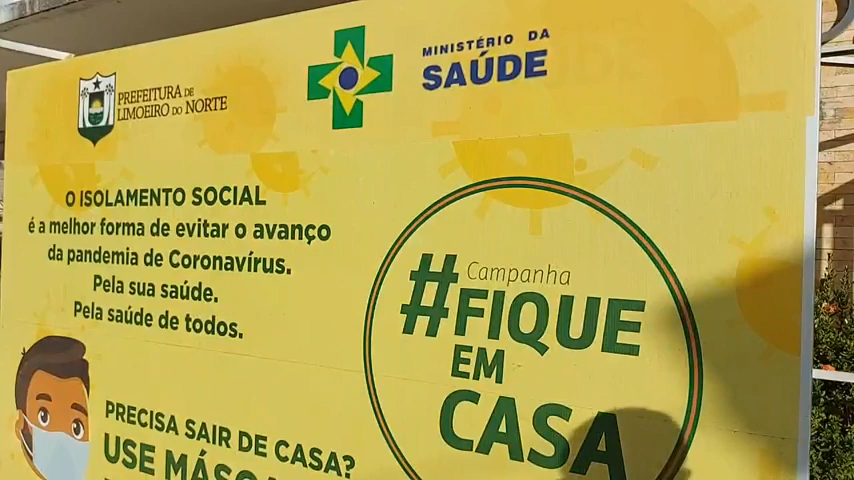 PREFEITURA DE
LIMOEIRO DO NORTE
MINISTÉRIO DA
SAÚDE
O ISOLAMENTO SOCIAL
é a melhor forma de evitar o avanço
da pandemia de Coronavírus.
Pela sua saúde.
Pela saúde de todos.
Campanha
#FIQUE
EM
CASA
PRECISA SAIR DE CASA?
USE